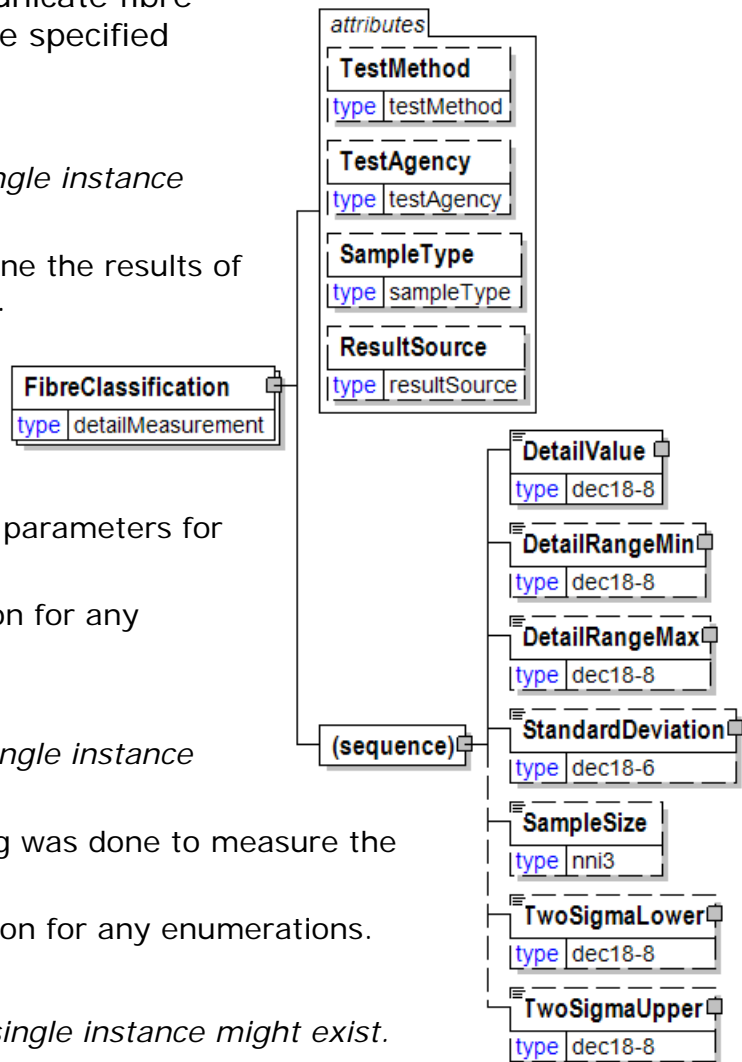 unicate fibre
e specified
ngle instance
ne the results of
.
parameters for
on for any
ngle instance
g was done to measure the
on for any enumerations.
single instance might exist.
attributes
TestMethod
type testMethod
TestAgency
type testAgency
SampleType
type sampleType
ResultSource
type resultSource
FibreClassification
type detailMeasurement
(sequence)
DetailValue
type dec18-8
DetailRangeMin
type dec18-8
DetailRangeMax
type dec18-8
StandardDeviation
type dec18-6
SampleSize
type nni3
TwoSigmaLower
type dec18-8
TwoSigmaUpper
type dec18-8